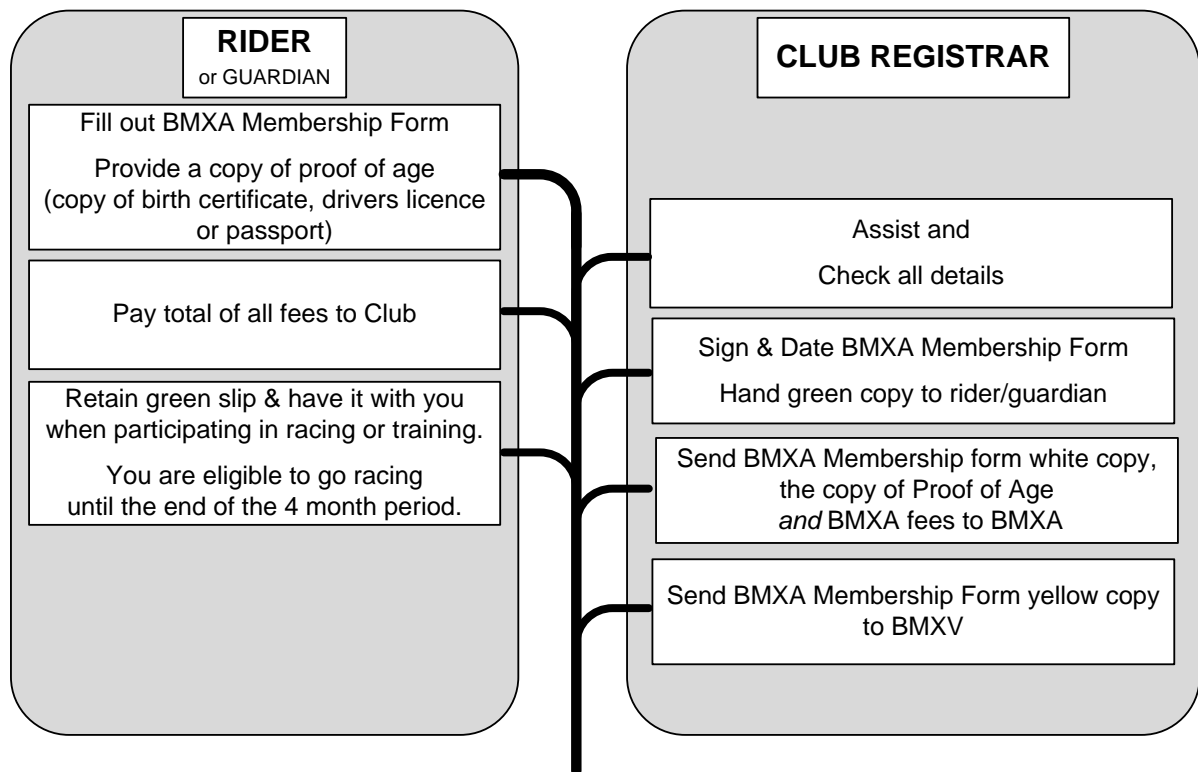 RIDER
or GUARDIAN
Fill out BMXA Membership Form
Provide a copy of proof of age
(copy of birth certificate, drivers licence
or passport)
Pay total of all fees to Club
Retain green slip & have it with you
when participating in racing or training.
You are eligible to go racing
until the end of the 4 month period.
CLUB REGISTRAR
Assist and
Check all details
Sign & Date BMXA Membership Form
Hand green copy to rider/guardian
Send BMXA Membership form white copy,
the copy of Proof of Age
and BMXA fees to BMXA
Send BMXA Membership Form yellow copy
to BMXV